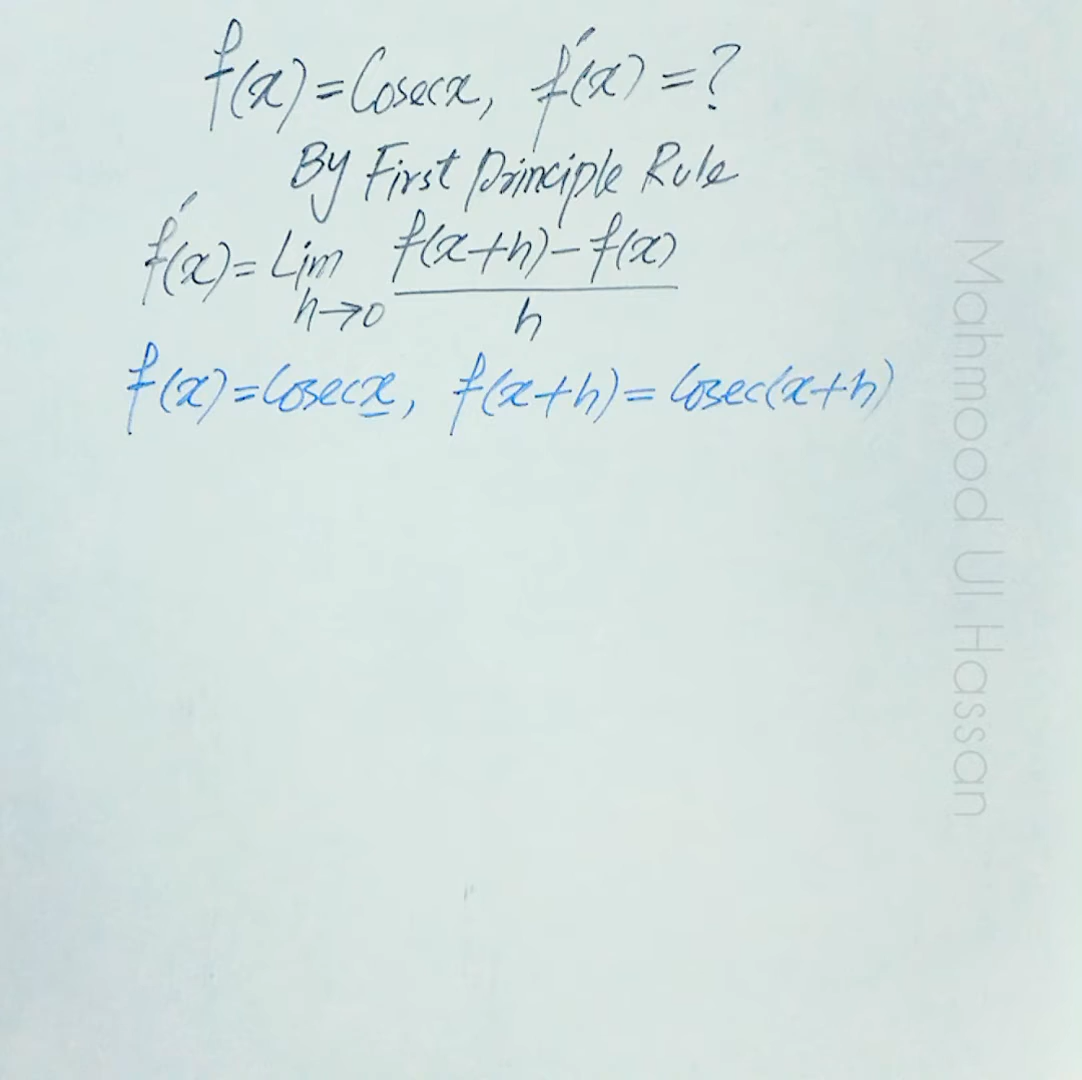 f(x) = Cosecx, f'(x) = ?
By First Principle Rule
f'(x) = Lim h→0 f(x+h) - f(x) / h
f(x) = Cosecx, f(x+h) = Cosec(x+h)
Mahmood Ul Hassan